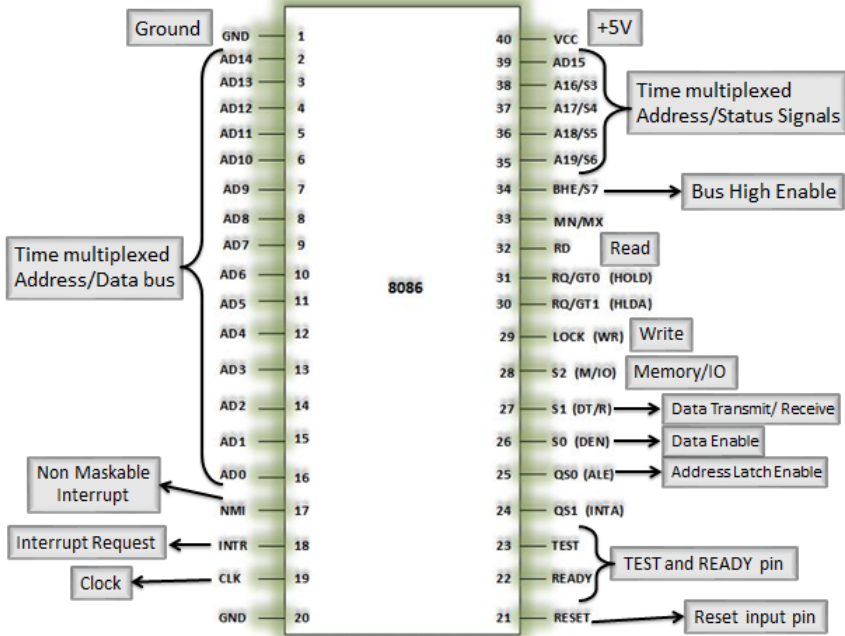 Ground
GND 1
AD14 2
AD13 3
AD12 4
AD11 5
AD10 6
AD9 7
AD8 8
AD7 9
AD6 10
AD5 11
AD4 12
AD3 13
AD2 14
AD1 15
AD0 16
NMI 17
INTR 18
CLK 19
GND 20
Time multiplexed
Address/Data bus
Non Maskable
Interrupt
Interrupt Request
Clock
8086
40 VCC +5V
39 AD15
38 A16/S3
37 A17/S4
36 A18/S5
35 A19/S6
Time multiplexed
Address/Status Signals
34 BHE/S7 Bus High Enable
33 MN/MX
32 RD Read
31 RQ/GT0 (HOLD)
30 RQ/GT1 (HLDA)
29 LOCK (WR) Write
28 S2 (M/IO) Memory/IO
27 S1 (DT/R) Data Transmit/ Receive
26 S0 (DEN) Data Enable
25 QS0 (ALE) Address Latch Enable
24 QS1 (INTA)
23 TEST
22 READY
TEST and READY pin
21 RESET Reset input pin